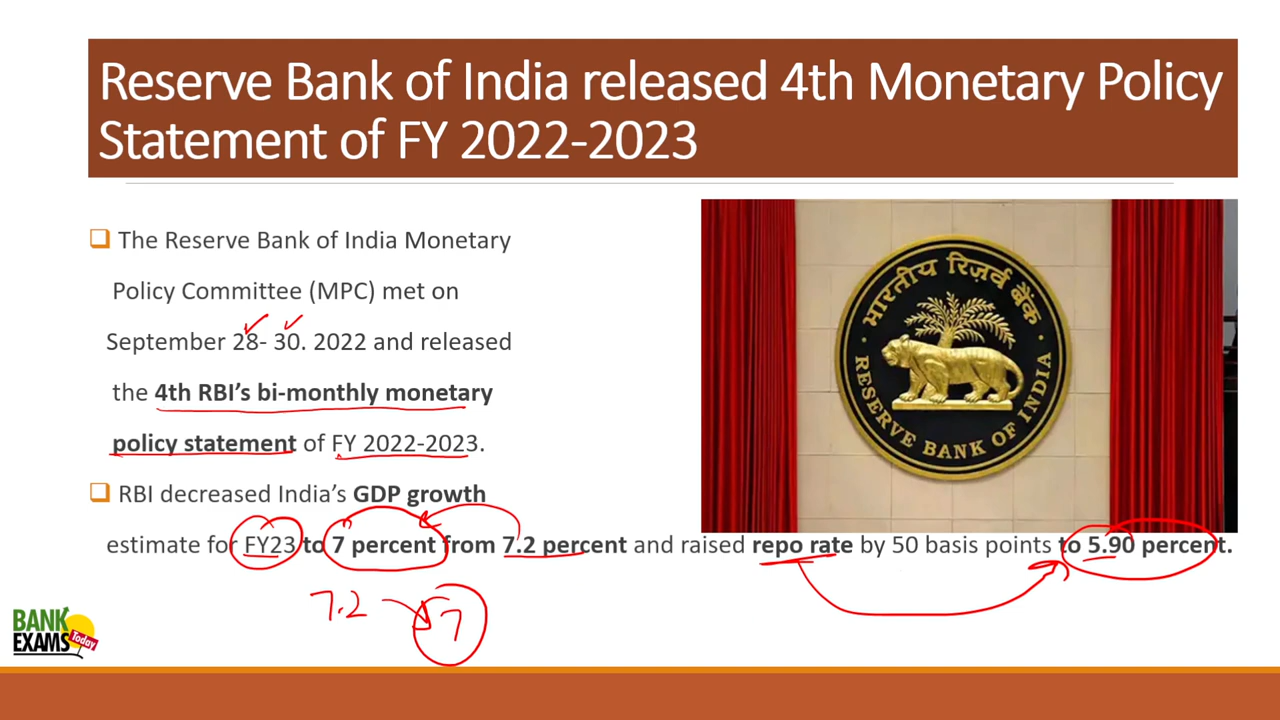 Reserve Bank of India released 4th Monetary Policy
Statement of FY 2022-2023
The Reserve Bank of India Monetary
Policy Committee (MPC) met on
September 28- 30. 2022 and released
the 4th RBI’s bi-monthly monetary
policy statement of FY 2022-2023.
RBI decreased India’s GDP growth
estimate for FY23 to 7 percent from 7.2 percent and raised repo rate by 50 basis points to 5.90 percent.
7.2 7
भारतीय रिज़र्व बैंक
RESERVE BANK OF INDIA
BANK
EXAMS Today